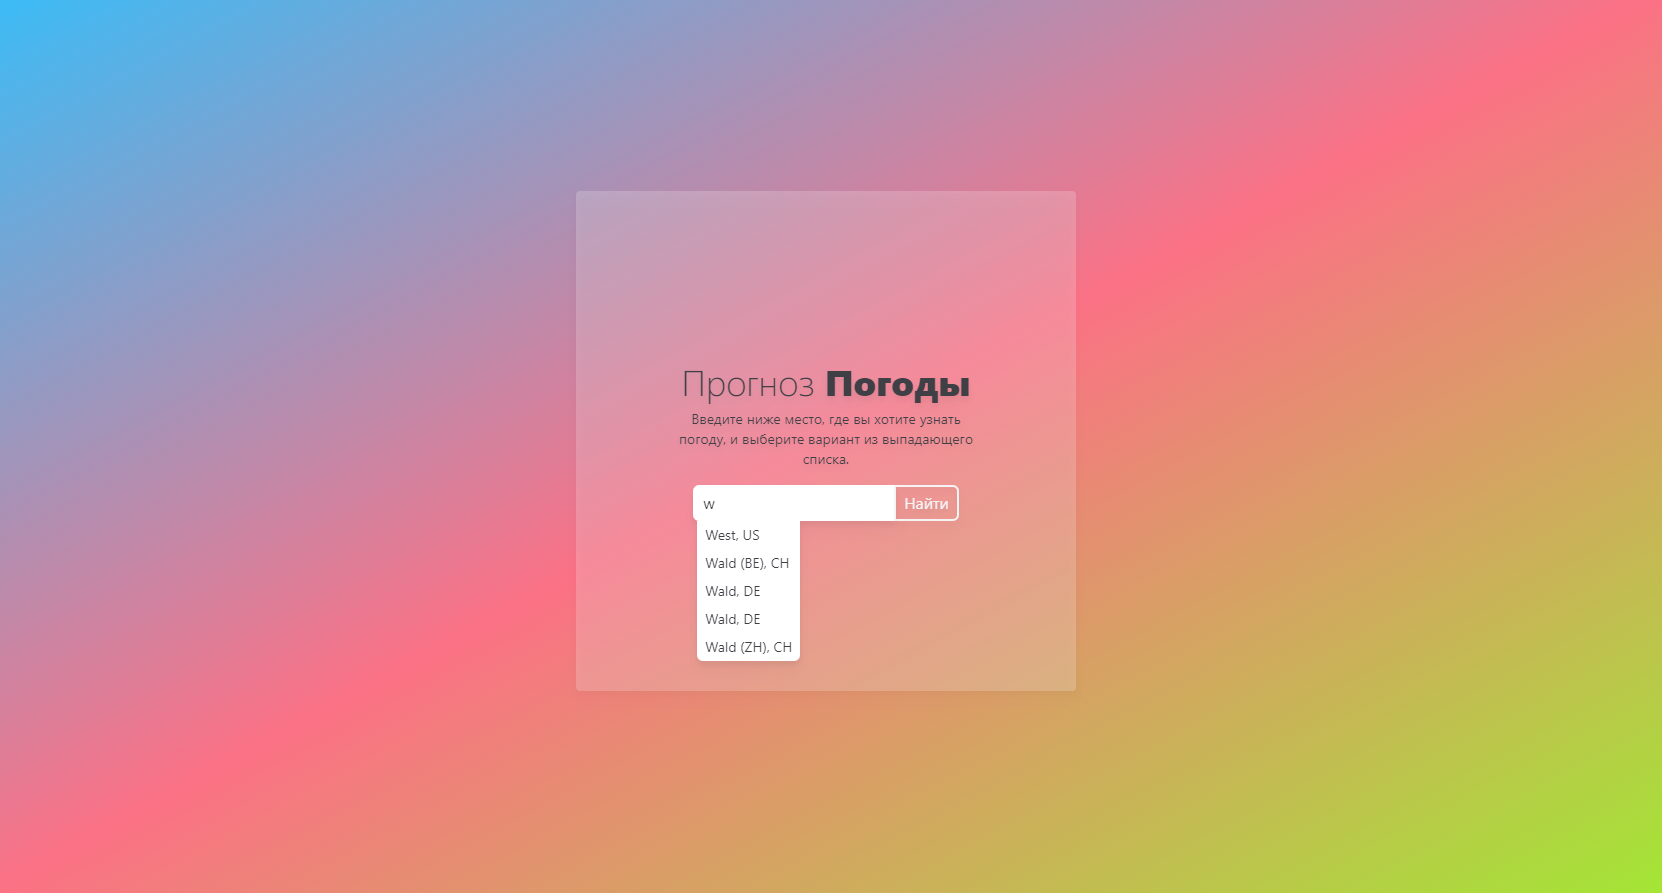 Прогноз Погоды
Введите ниже место, где вы хотите узнать
погоду, и выберите вариант из выпадающего
списка.
w Найти
West, US
Wald (BE), CH
Wald, DE
Wald, DE
Wald (ZH), CH